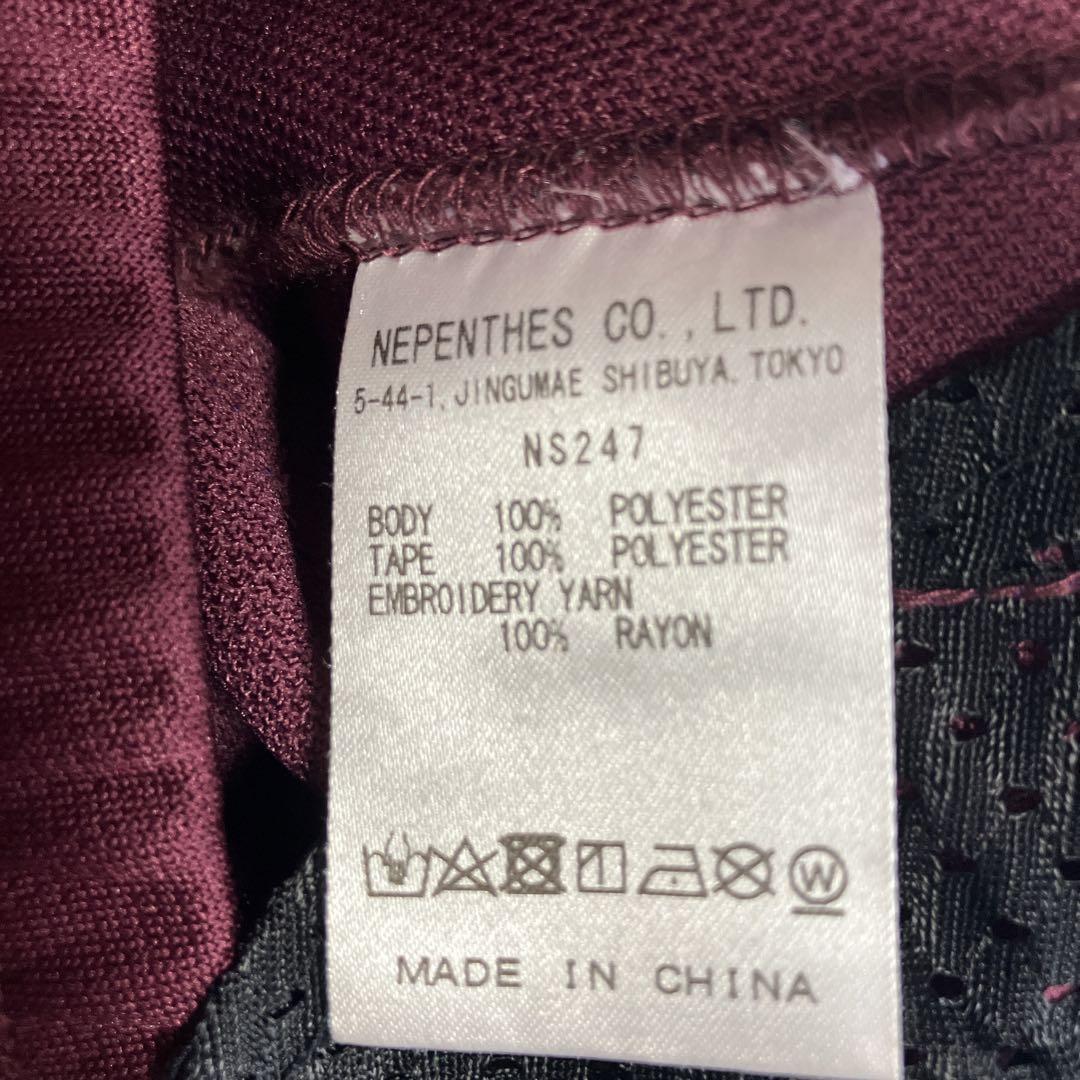 NEPENTHES CO., LTD.
5-44-1, JINGUMAE SHIBUYA. TOKYO
NS247
BODY 100% POLYESTER
TAPE 100% POLYESTER
EMBROIDERY YARN
100% RAYON
W
MADE IN CHINA